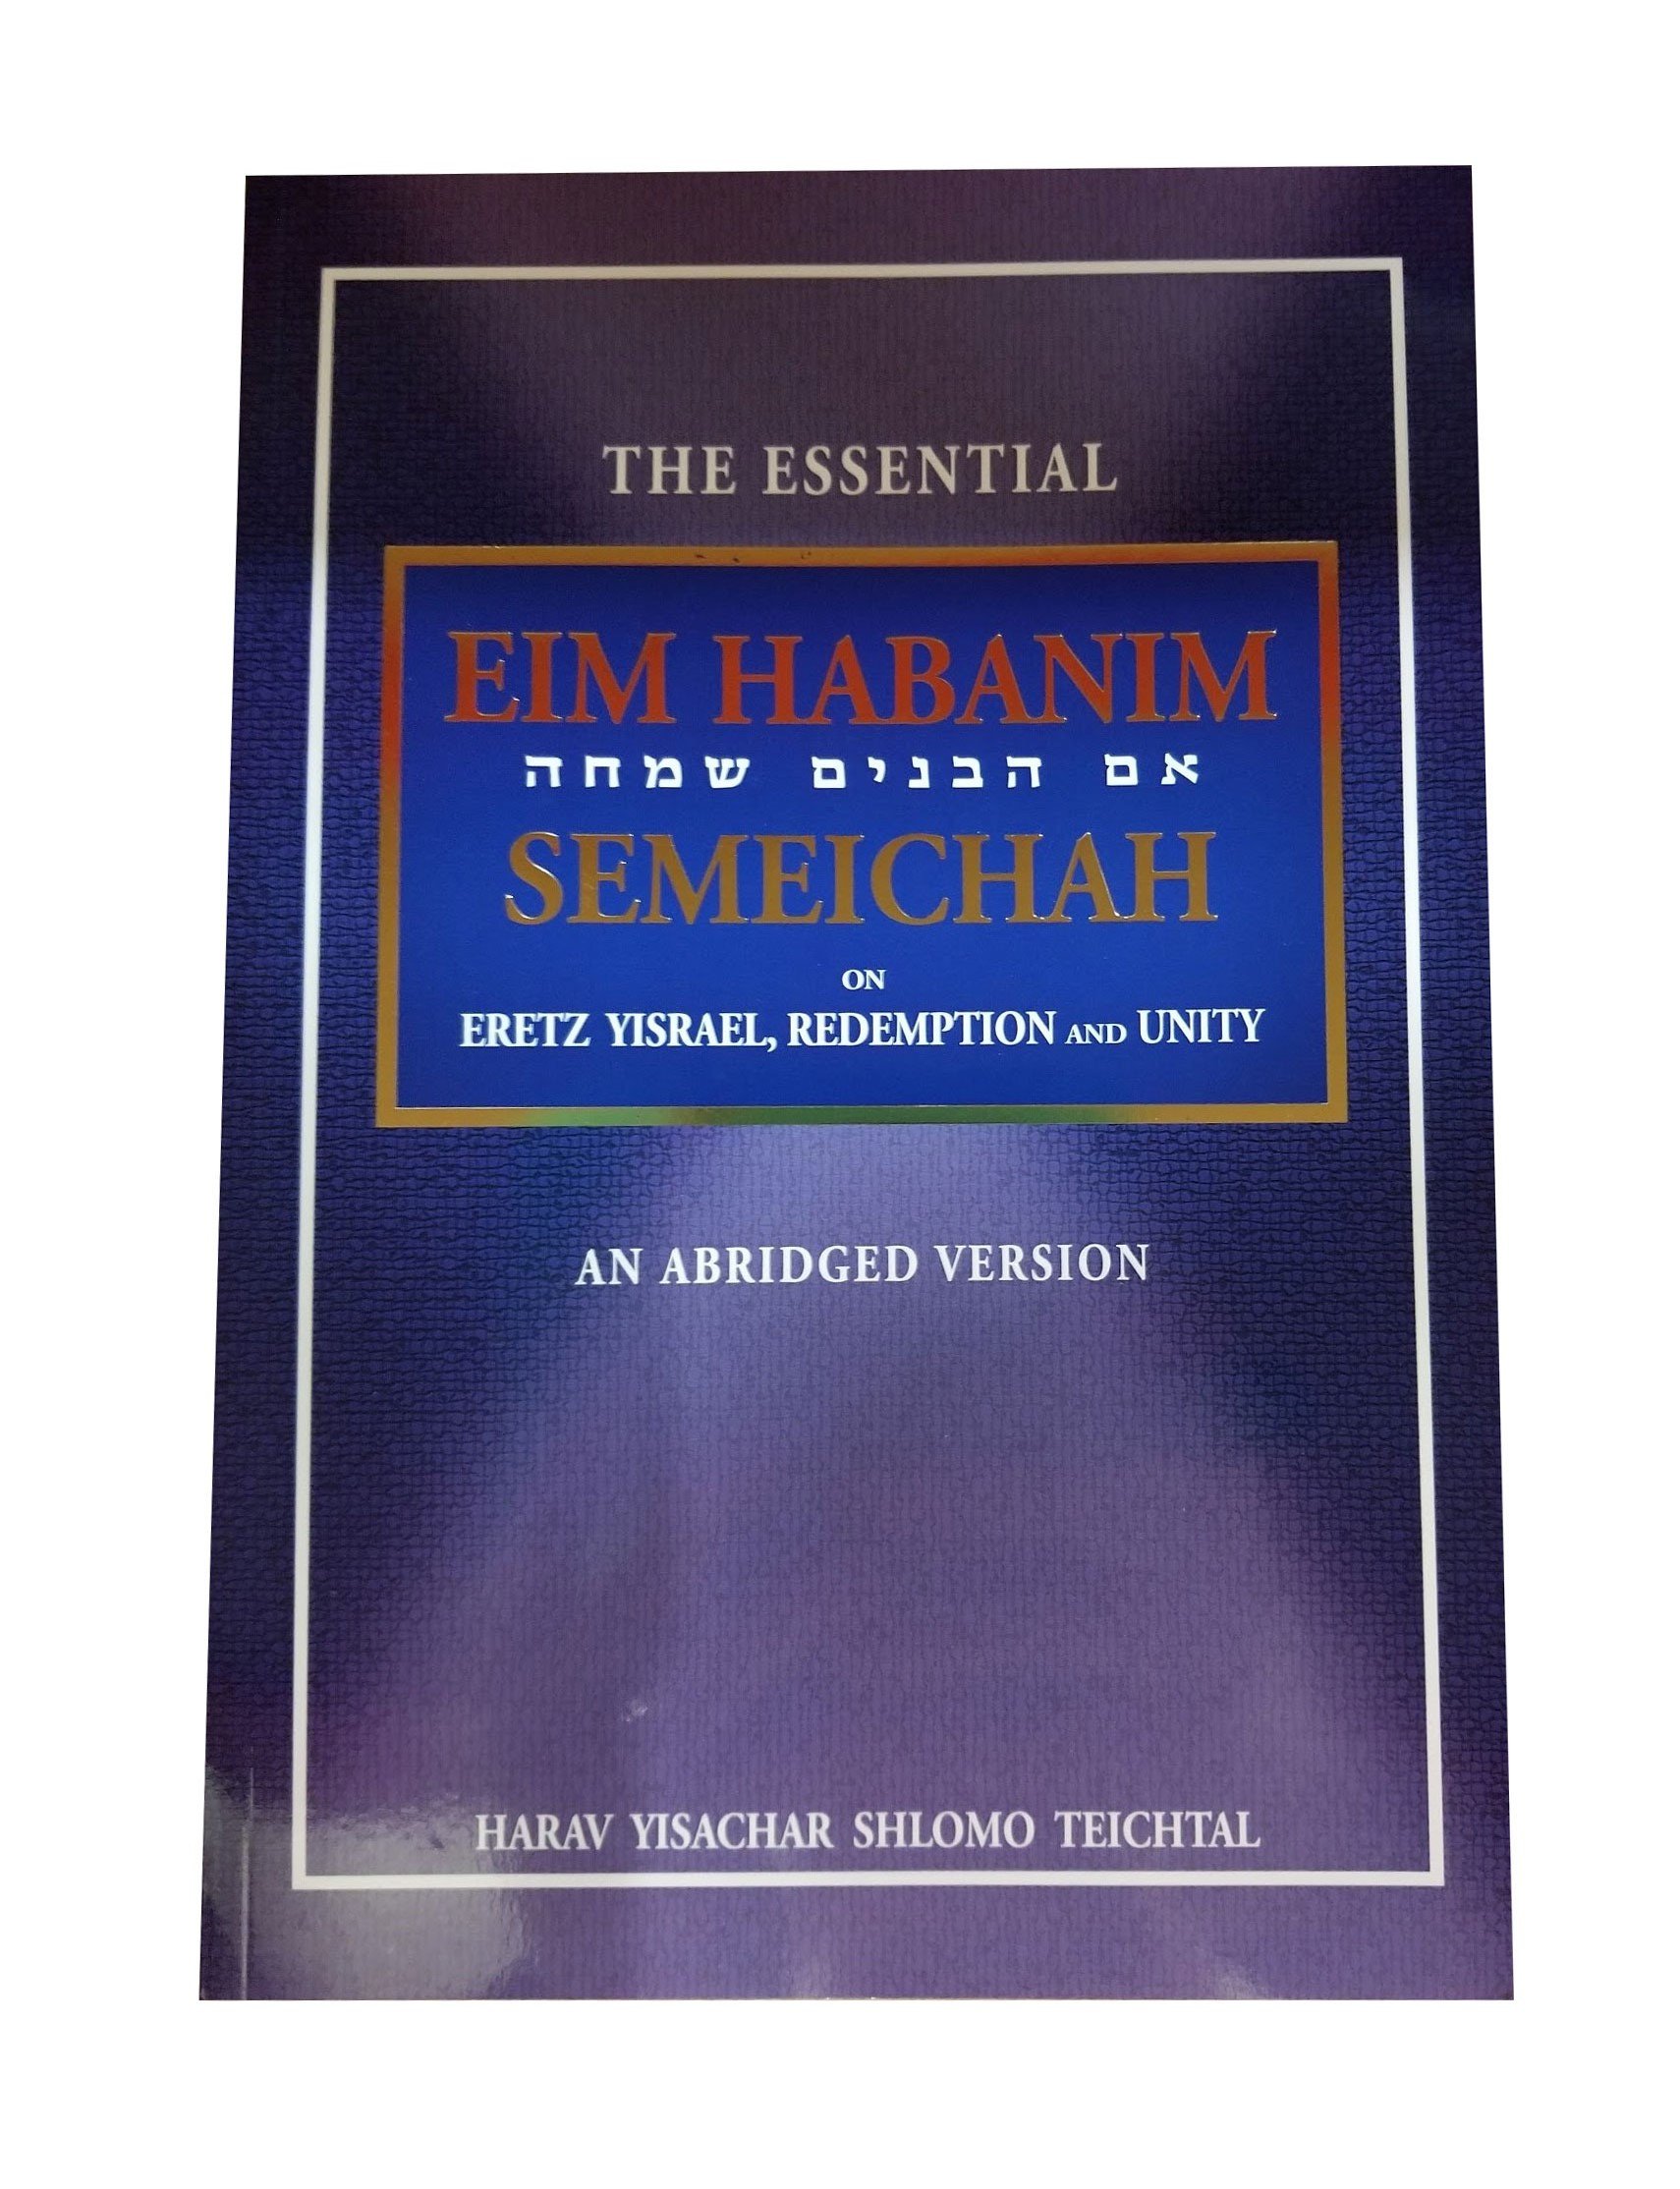 THE ESSENTIAL
EIM HABANIM
אם הבנים שמחה
SEMEICHAH
ON
ERETZ YISRAEL, REDEMPTION AND UNITY
AN ABRIDGED VERSION
HARAV YISACHAR SHLOMO TEICHTAL